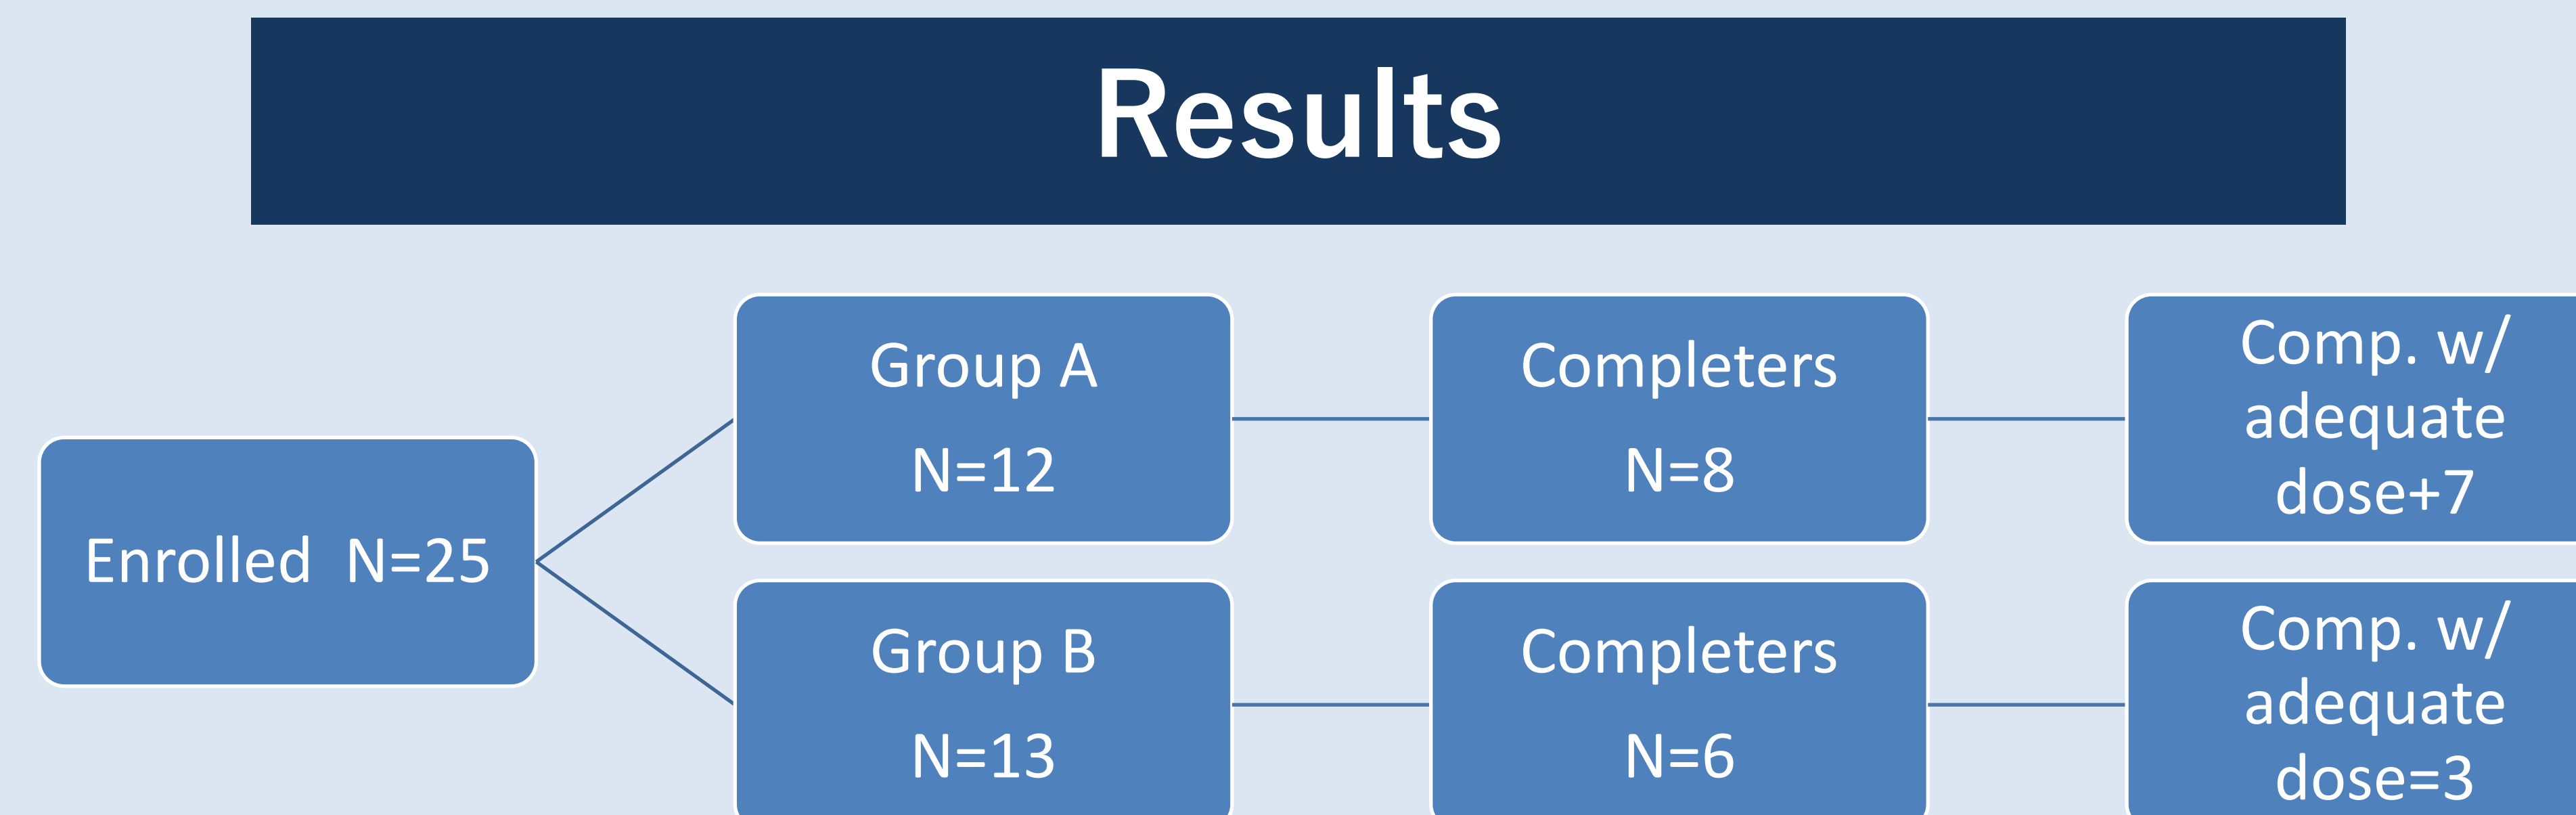 Results
Enrolled  N=25
Group A
N=12
Completers
N=8
Comp. w/
adequate
dose+7
Group B
N=13
Completers
N=6
Comp. w/
adequate
dose=3